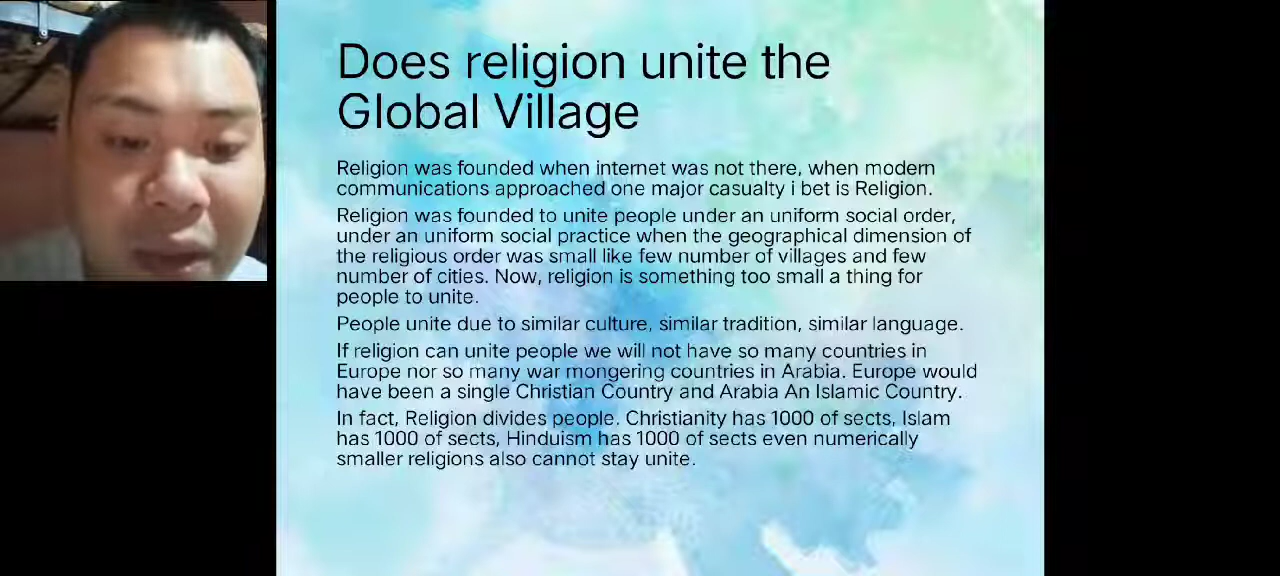 Does religion unite the
Global Village
Religion was founded when internet was not there, when modern
communications approached one major casualty i bet is Religion.
Religion was founded to unite people under an uniform social order,
under an uniform social practice when the geographical dimension of
the religious order was small like few number of villages and few
number of cities. Now, religion is something too small a thing for
people to unite.
People unite due to similar culture, similar tradition, similar language.
If religion can unite people we will not have so many countries in
Europe nor so many war mongering countries in Arabia. Europe would
have been a single Christian Country and Arabia An Islamic Country.
In fact, Religion divides people. Christianity has 1000 of sects, Islam
has 1000 of sects, Hinduism has 1000 of sects even numerically
smaller religions also cannot stay unite.